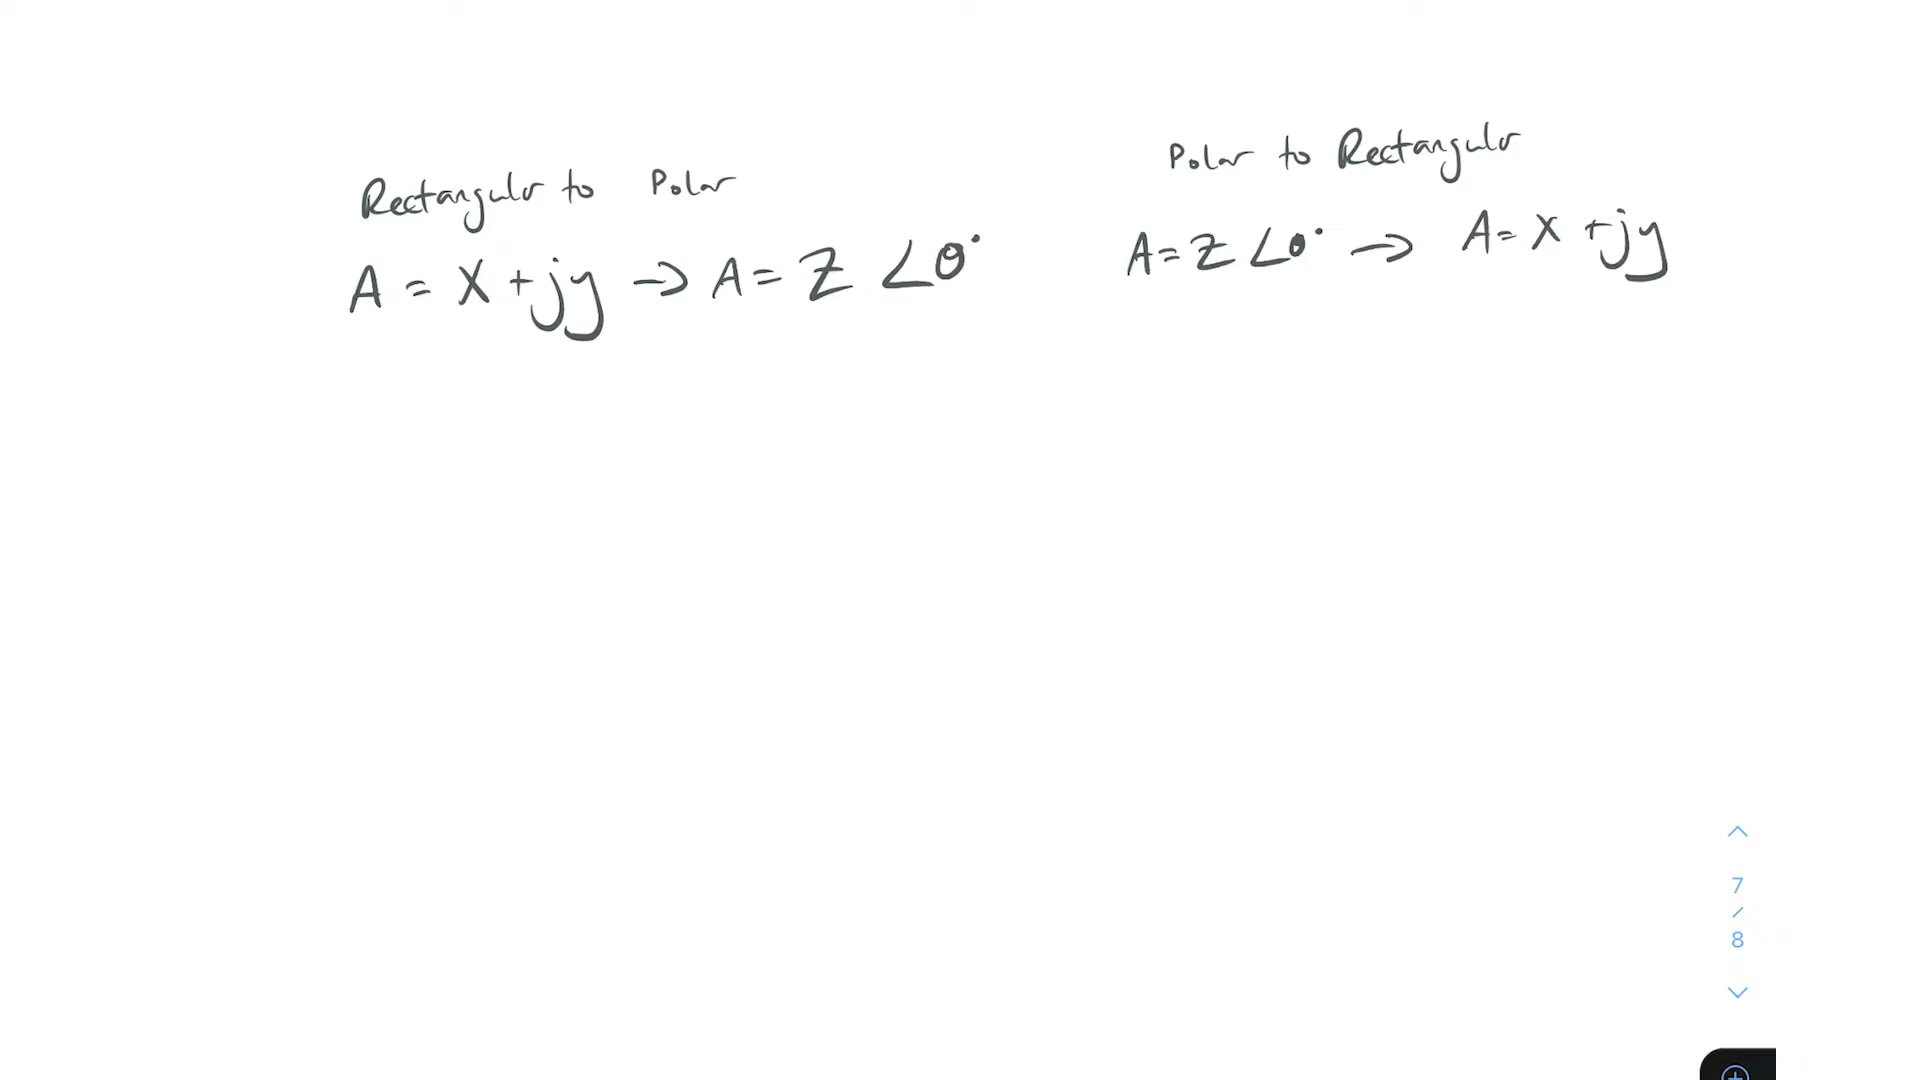 Rectangular to Polar
A = x + jy → A = Z ∠θ°
Polar to Rectangular
A = Z ∠θ° → A = x + jy
7
/
8